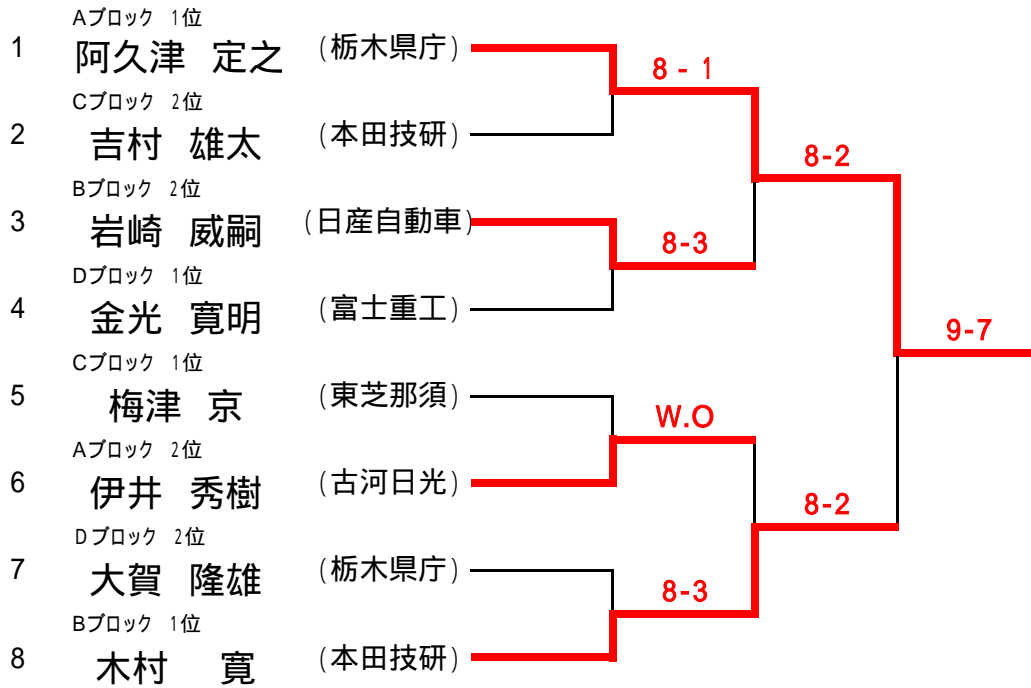 Aブロック 1位
1 阿久津 定之 (栃木県庁)
8 - 1
Cブロック 2位
2 吉村 雄太 (本田技研)
8-2
Bブロック 2位
3 岩崎 威嗣 (日産自動車)
8-3
Dブロック 1位
4 金光 寛明 (富士重工)
9-7
Cブロック 1位
5 梅津 京 (東芝那須)
W.O
Aブロック 2位
6 伊井 秀樹 (古河日光)
8-2
Dブロック 2位
7 大賀 隆雄 (栃木県庁)
8-3
Bブロック 1位
8 木村 寛 (本田技研)